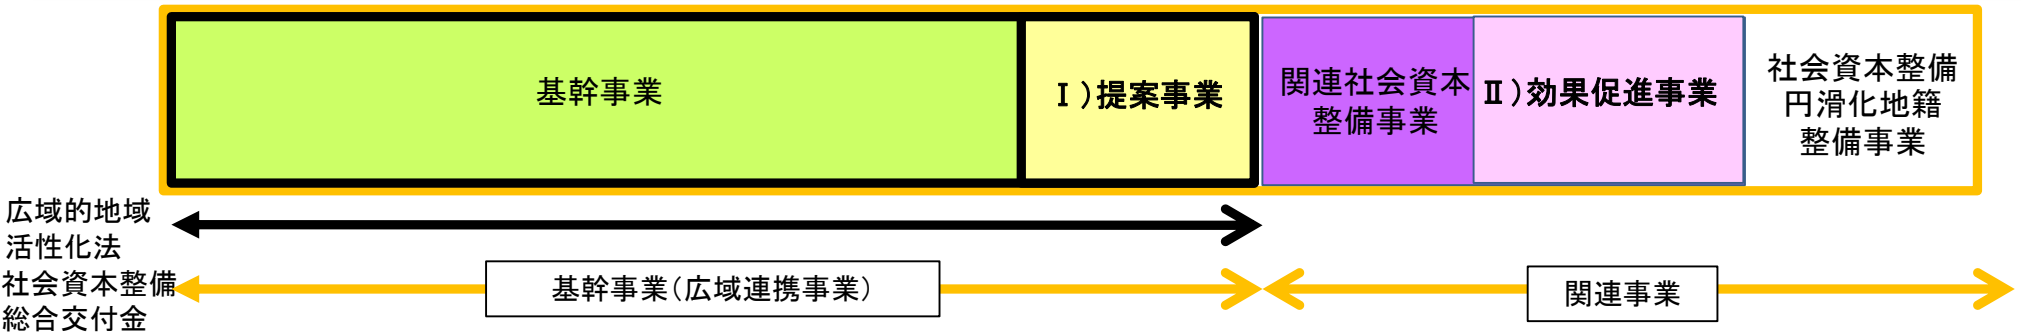 基幹事業
Ⅰ）提案事業
関連社会資本
整備事業
Ⅱ）効果促進事業
社会資本整備
円滑化地籍
整備事業
広域的地域
活性化法
社会資本整備
総合交付金
基幹事業（広域連携事業）
関連事業